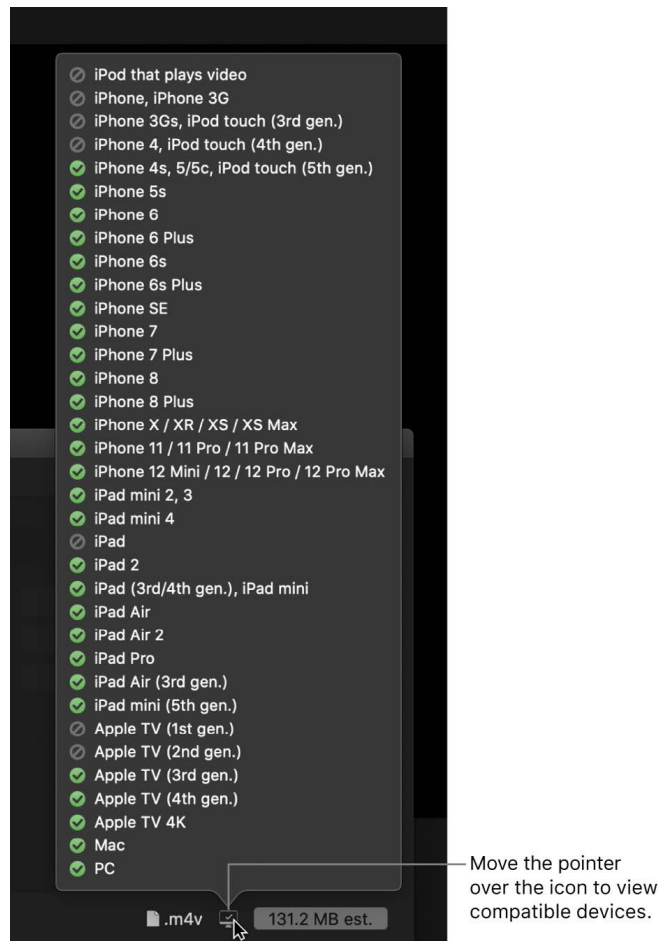 iPod that plays video
iPhone, iPhone 3G
iPhone 3Gs, iPod touch (3rd gen.)
iPhone 4, iPod touch (4th gen.)
iPhone 4s, 5/5c, iPod touch (5th gen.)
iPhone 5s
iPhone 6
iPhone 6 Plus
iPhone 6s
iPhone 6s Plus
iPhone SE
iPhone 7
iPhone 7 Plus
iPhone 8
iPhone 8 Plus
iPhone X / XR / XS / XS Max
iPhone 11 / 11 Pro / 11 Pro Max
iPhone 12 Mini / 12 / 12 Pro / 12 Pro Max
iPad mini 2, 3
iPad mini 4
iPad
iPad 2
iPad (3rd/4th gen.), iPad mini
iPad Air
iPad Air 2
iPad Pro
iPad Air (3rd gen.)
iPad mini (5th gen.)
Apple TV (1st gen.)
Apple TV (2nd gen.)
Apple TV (3rd gen.)
Apple TV (4th gen.)
Apple TV 4K
Mac
PC
.m4v
131.2 MB est.
Move the pointer
over the icon to view
compatible devices.